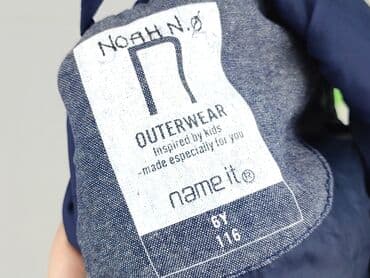 NOAH N.Ø
OUTERWEAR
Inspired by kids
-made especially for you
name it®
6Y
116